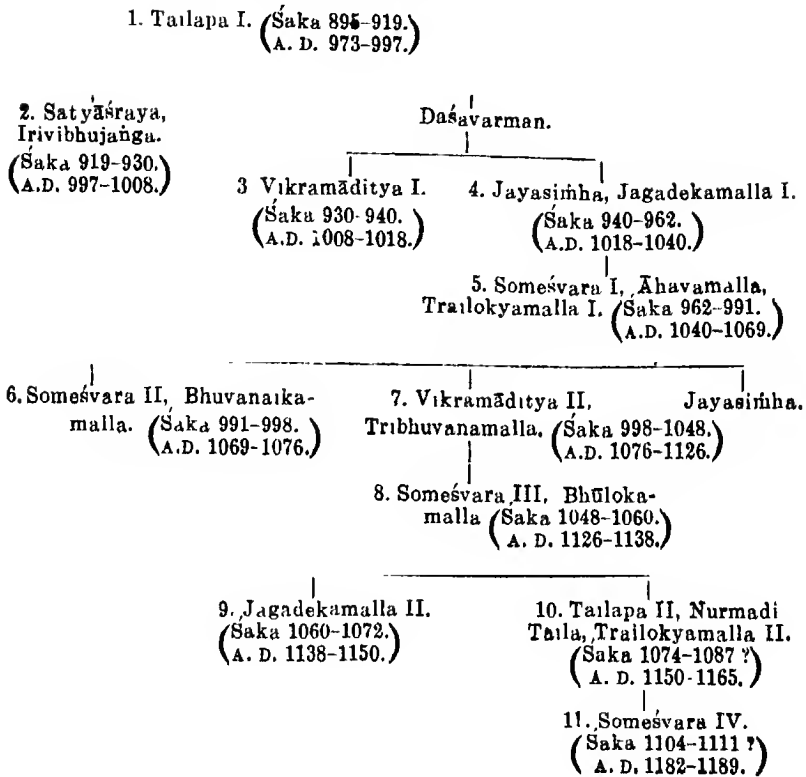 1. Tailapa I. (Śaka 895-919.)
(A. D. 973-997.)
2. Satyāśraya,
Irivibhujaṅga.
(Śaka 919-930.)
(A.D. 997-1008.)
Daśavarman.
3 Vikramāditya I.
(Śaka 930-940.)
(A.D. 1008-1018.)
4. Jayasiṁha, Jagadekamalla I.
(Śaka 940-962.)
(A.D. 1018-1040.)
5. Someśvara I, Āhavamalla,
Trailokyamalla I. (Śaka 962-991.)
(A.D. 1040-1069.)
6. Someśvara II, Bhuvanaika-
malla. (Śaka 991-998.)
(A.D. 1069-1076.)
7. Vikramāditya II,
Tribhuvanamalla, (Śaka 998-1048.)
(A.D. 1076-1126.)
Jayasiṁha.
8. Someśvara III, Bhūloka-
malla (Śaka 1048-1060.)
(A. D. 1126-1138.)
9. Jagadekamalla II.
(Śaka 1060-1072.)
(A. D. 1138-1150.)
10. Tailapa II, Nurmadi
Taila, Trailokyamalla II.
(Śaka 1074-1087 ?)
(A. D. 1150-1165.)
11. Someśvara IV.
(Śaka 1104-1111 ?)
(A. D. 1182-1189.)